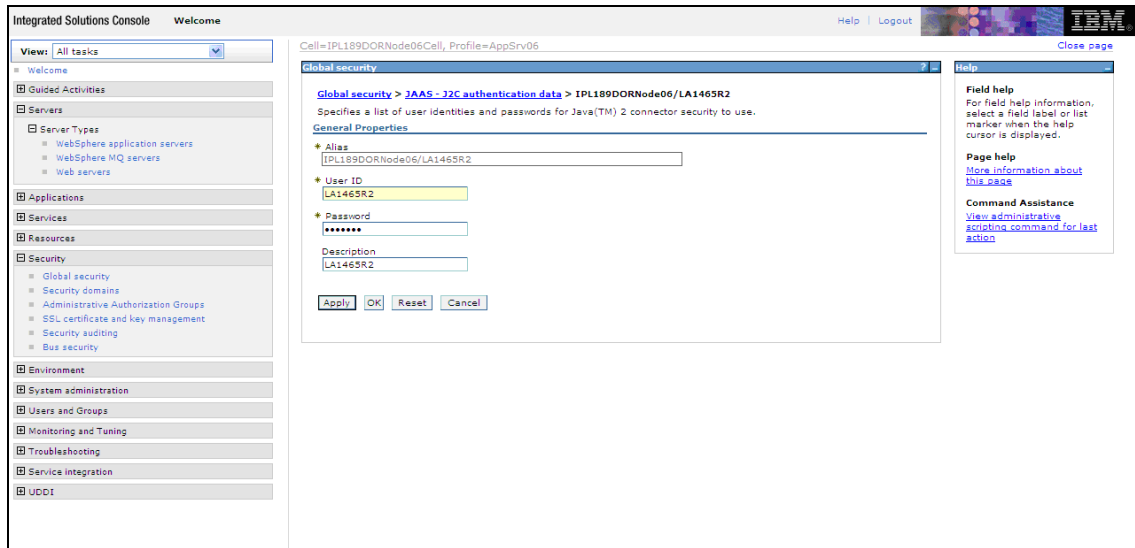 Integrated Solutions Console Welcome Help | Logout IBM
View: All tasks
Cell=IPL189DORNode06Cell, Profile=AppSrv06 Close page
Welcome
Guided Activities
Servers
Server Types
WebSphere application servers
WebSphere MQ servers
Web servers
Applications
Services
Resources
Security
Global security
Security domains
Administrative Authorization Groups
SSL certificate and key management
Security auditing
Bus security
Environment
System administration
Users and Groups
Monitoring and Tuning
Troubleshooting
Service integration
UDDI
Global security ? _
Global security > JAAS - J2C authentication data > IPL189DORNode06/LA1465R2
Specifies a list of user identities and passwords for Java(TM) 2 connector security to use.
General Properties
* Alias
IPL189DORNode06/LA1465R2
* User ID
LA1465R2
* Password
•••••••
Description
LA1465R2
Apply OK Reset Cancel
Help _
Field help
For field help information,
select a field label or list
marker when the help
cursor is displayed.
Page help
More information about
this page
Command Assistance
View administrative
scripting command for last
action